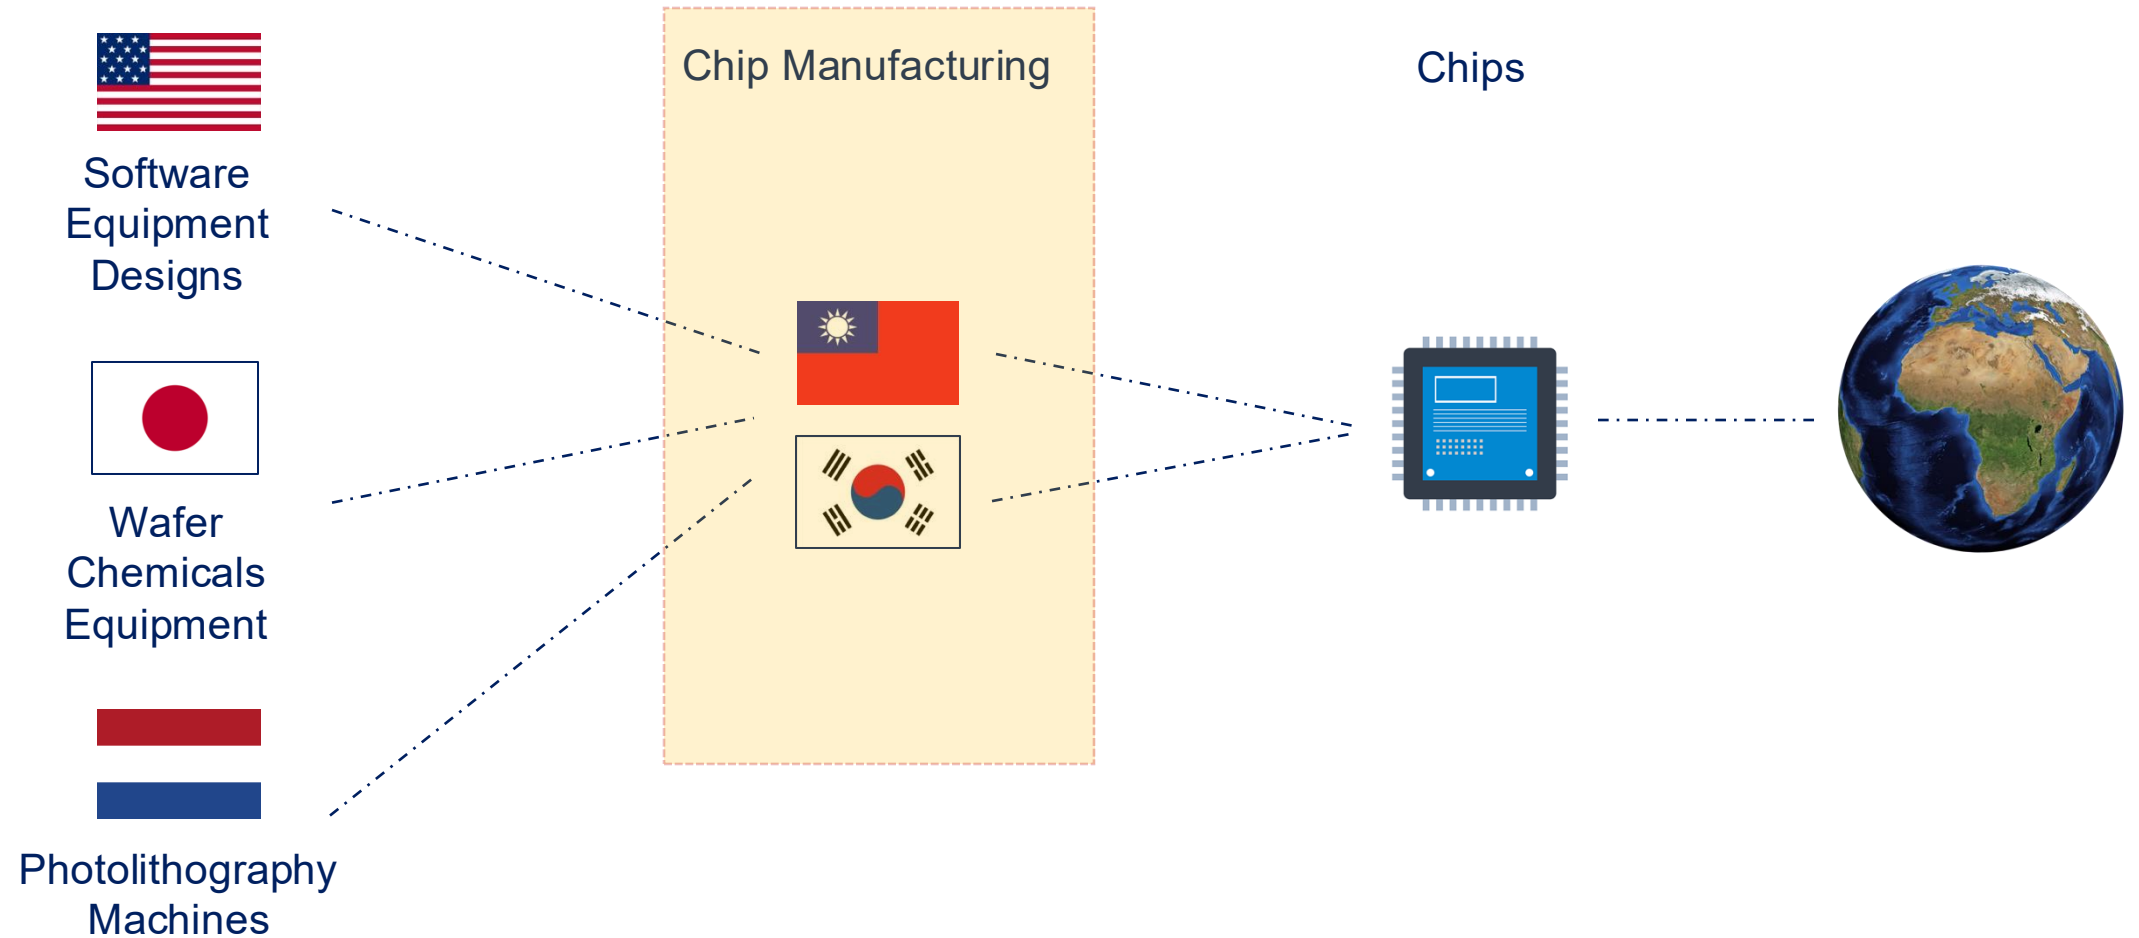 Software
Equipment
Designs
Wafer
Chemicals
Equipment
Photolithography
Machines
Chip Manufacturing
Chips